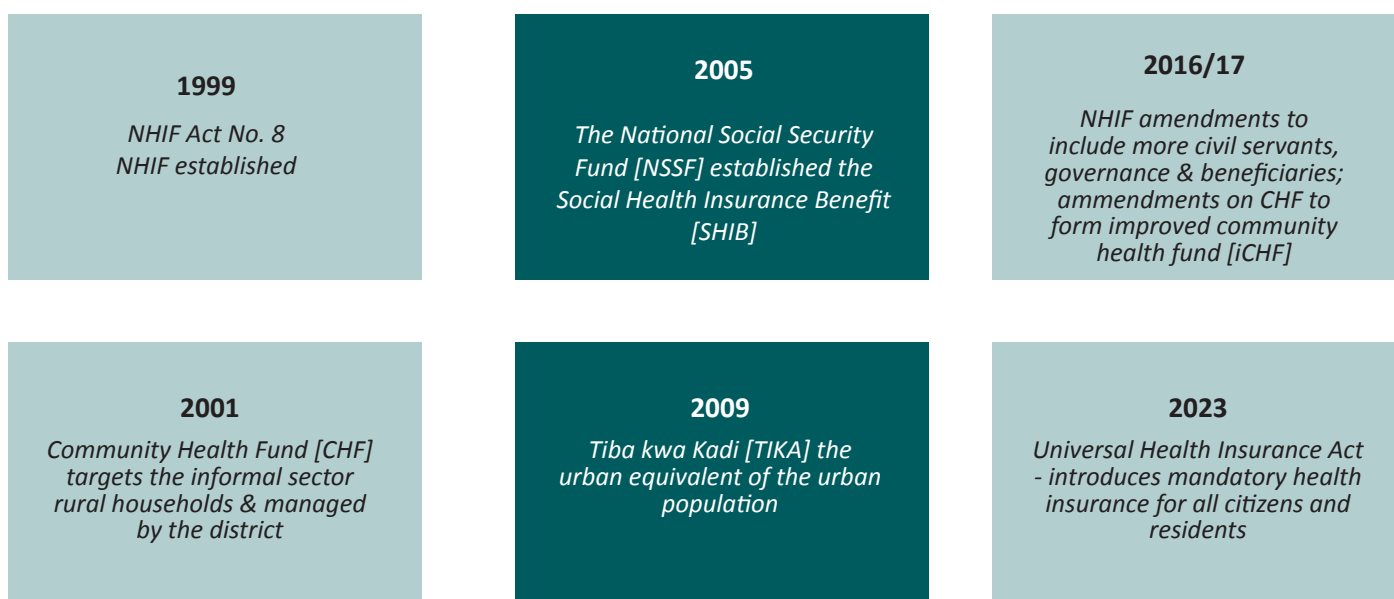 1999
NHIF Act No. 8
NHIF established
2001
Community Health Fund [CHF]
targets the informal sector
rural households & managed
by the district
2005
The National Social Security
Fund [NSSF] established the
Social Health Insurance Benefit
[SHIB]
2009
Tiba kwa Kadi [TIKA] the
urban equivalent of the urban
population
2016/17
NHIF amendments to
include more civil servants,
governance & beneficiaries;
ammendments on CHF to
form improved community
health fund [iCHF]
2023
Universal Health Insurance Act
- introduces mandatory health
insurance for all citizens and
residents